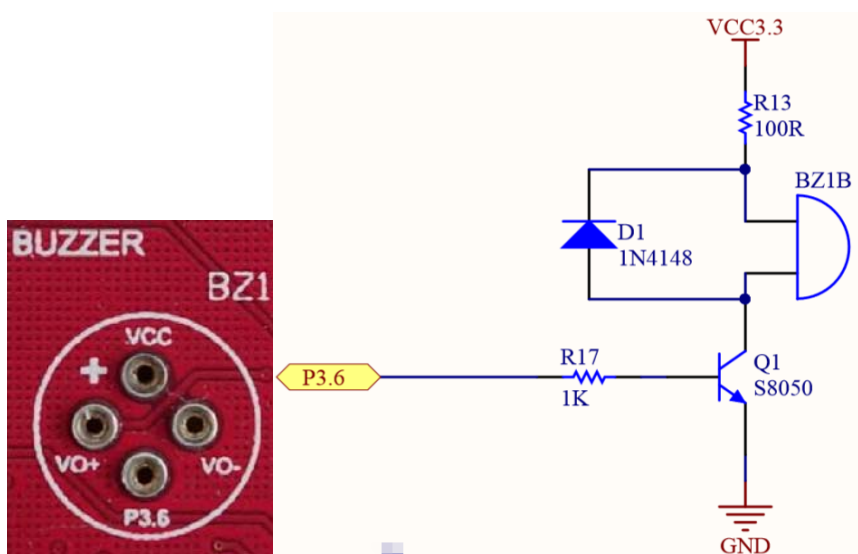 BUZZER
BZ1
VCC
+
VO+
VO-
P3.6
VCC3.3
R13
100R
BZ1B
D1
1N4148
P3.6
R17
1K
Q1
S8050
GND